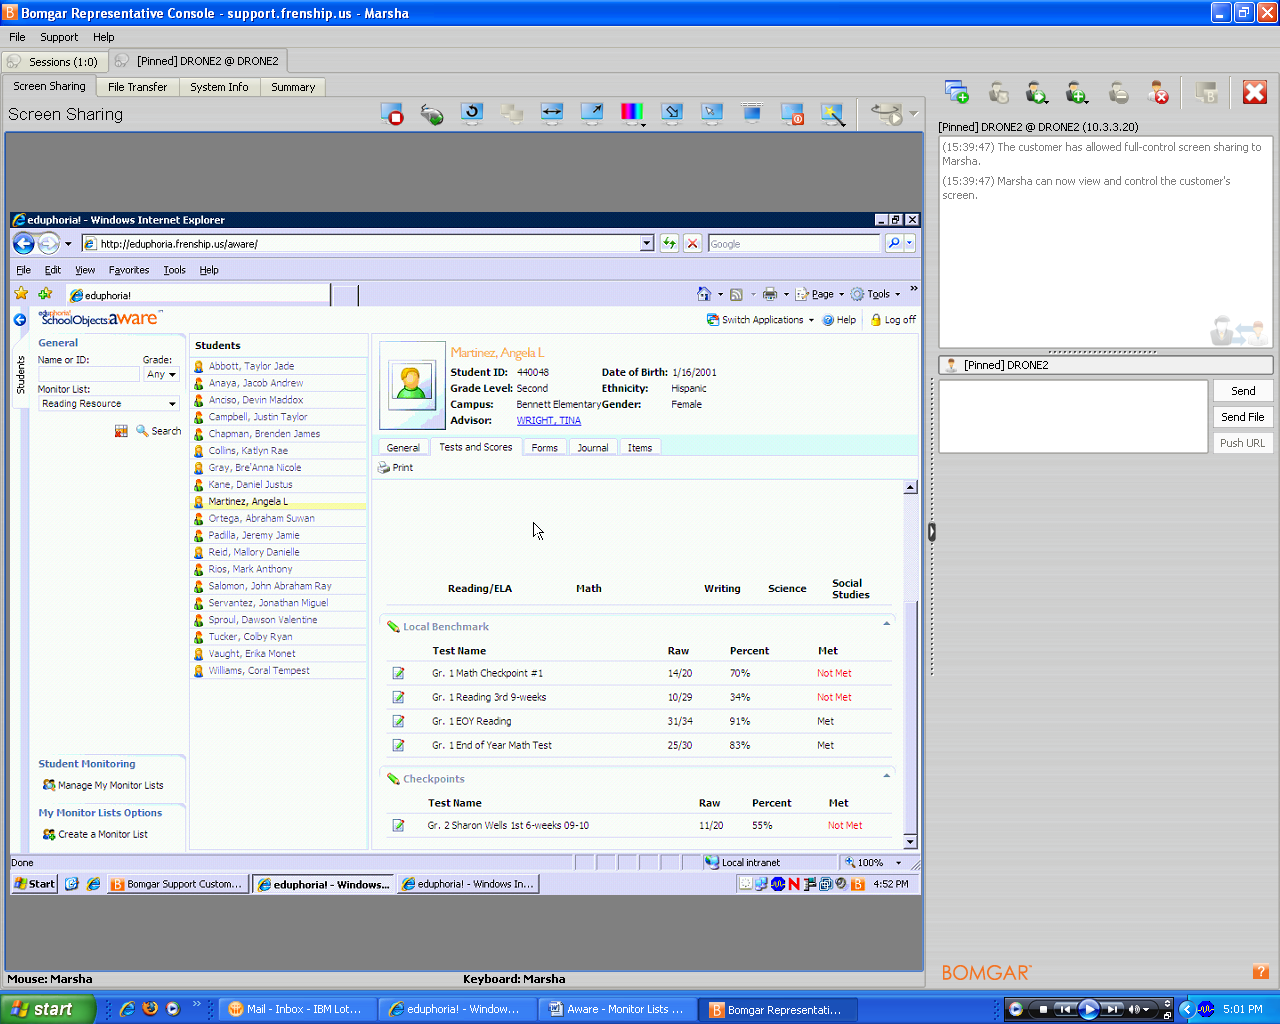 Bomgar Representative Console - support.frenship.us - Marsha
File Support Help
Sessions (1:0) [Pinned] DRONE2 @ DRONE2
Screen Sharing File Transfer System Info Summary
Screen Sharing
[Pinned] DRONE2 @ DRONE2 (10.3.3.20)
(15:39:47) The customer has allowed full-control screen sharing to
Marsha.
(15:39:47) Marsha can now view and control the customer's
screen.
[Pinned] DRONE2
Send
Send File
Push URL
eduphoria! - Windows Internet Explorer
http://eduphoria.frenship.us/aware/
Google
File Edit View Favorites Tools Help
eduphoria!
Page Tools
eduphoria!
SchoolObjects:aware
Switch Applications Help Log off
Students
General
Name or ID: Grade:
Any
Monitor List:
Reading Resource
Search
Student Monitoring
Manage My Monitor Lists
My Monitor Lists Options
Create a Monitor List
Students
Abbott, Taylor Jade
Anaya, Jacob Andrew
Anciso, Devin Maddox
Campbell, Justin Taylor
Chapman, Brenden James
Collins, Katlyn Rae
Gray, Bre'Anna Nicole
Kane, Daniel Justus
Martinez, Angela L
Ortega, Abraham Suwan
Padilla, Jeremy Jamie
Reid, Mallory Danielle
Rios, Mark Anthony
Salomon, John Abraham Ray
Servantez, Jonathan Miguel
Sproul, Dawson Valentine
Tucker, Colby Ryan
Vaught, Erika Monet
Williams, Coral Tempest
Martinez, Angela L
Student ID: 440048 Date of Birth: 1/16/2001
Grade Level: Second Ethnicity: Hispanic
Campus: Bennett Elementary Gender: Female
Advisor: WRIGHT, TINA
General Tests and Scores Forms Journal Items
Print
Reading/ELA Math Writing Science Social
Studies
Local Benchmark
Test Name Raw Percent Met
Gr. 1 Math Checkpoint #1 14/20 70% Not Met
Gr. 1 Reading 3rd 9-weeks 10/29 34% Not Met
Gr. 1 EOY Reading 31/34 91% Met
Gr. 1 End of Year Math Test 25/30 83% Met
Checkpoints
Test Name Raw Percent Met
Gr. 2 Sharon Wells 1st 6-weeks 09-10 11/20 55% Not Met
Done Local intranet 100%
Start Bomgar Support Custom... eduphoria! - Windows... eduphoria! - Windows In... 4:52 PM
Mouse: Marsha Keyboard: Marsha
BOMGAR
start Mail - Inbox - IBM Lot... eduphoria! - Window... Aware - Monitor Lists ... Bomgar Representati... 5:01 PM